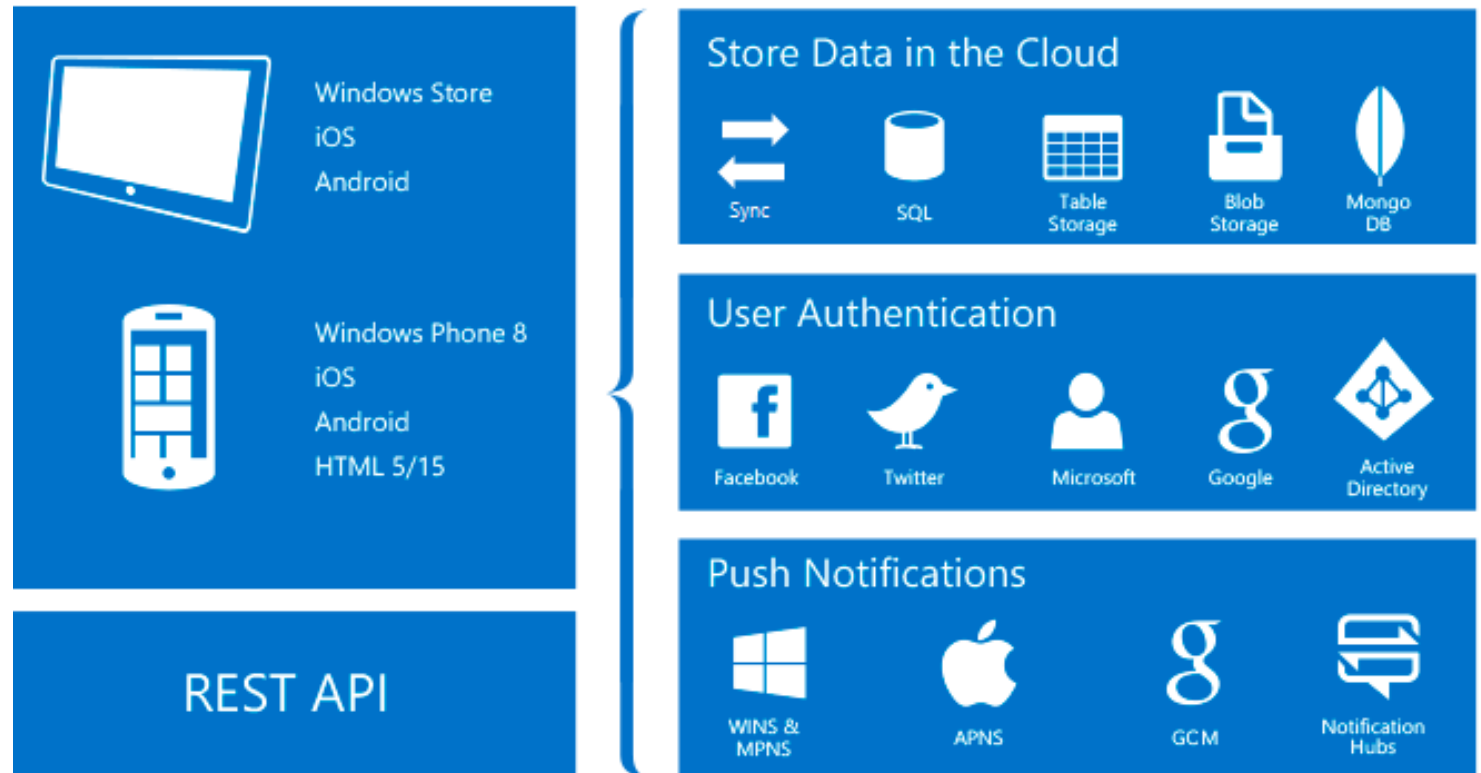 Windows Store
iOS
Android
Windows Phone 8
iOS
Android
HTML 5/15
REST API
Store Data in the Cloud
Sync
SQL
Table
Storage
Blob
Storage
Mongo
DB
User Authentication
Facebook
Twitter
Microsoft
Google
Active
Directory
Push Notifications
WINS &
MPNS
APNS
GCM
Notification
Hubs